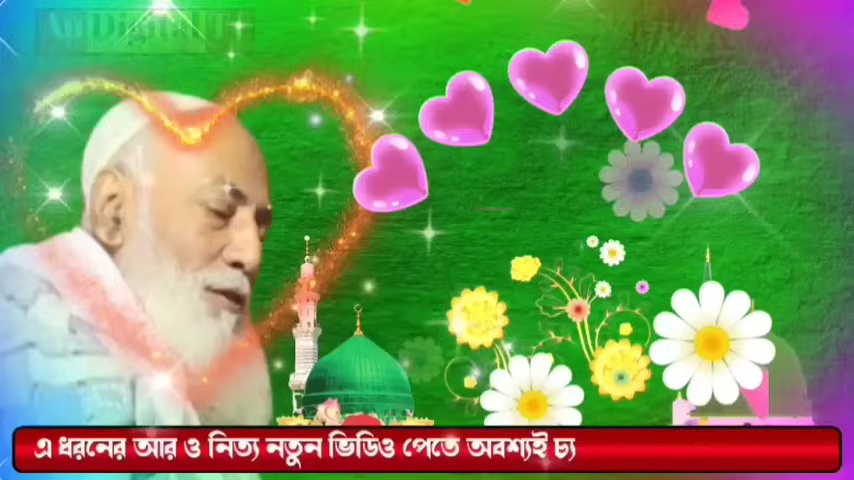 এ ধরনের আর ও নিত্য নতুন ভিডিও পেতে অবশ্যই চ্য